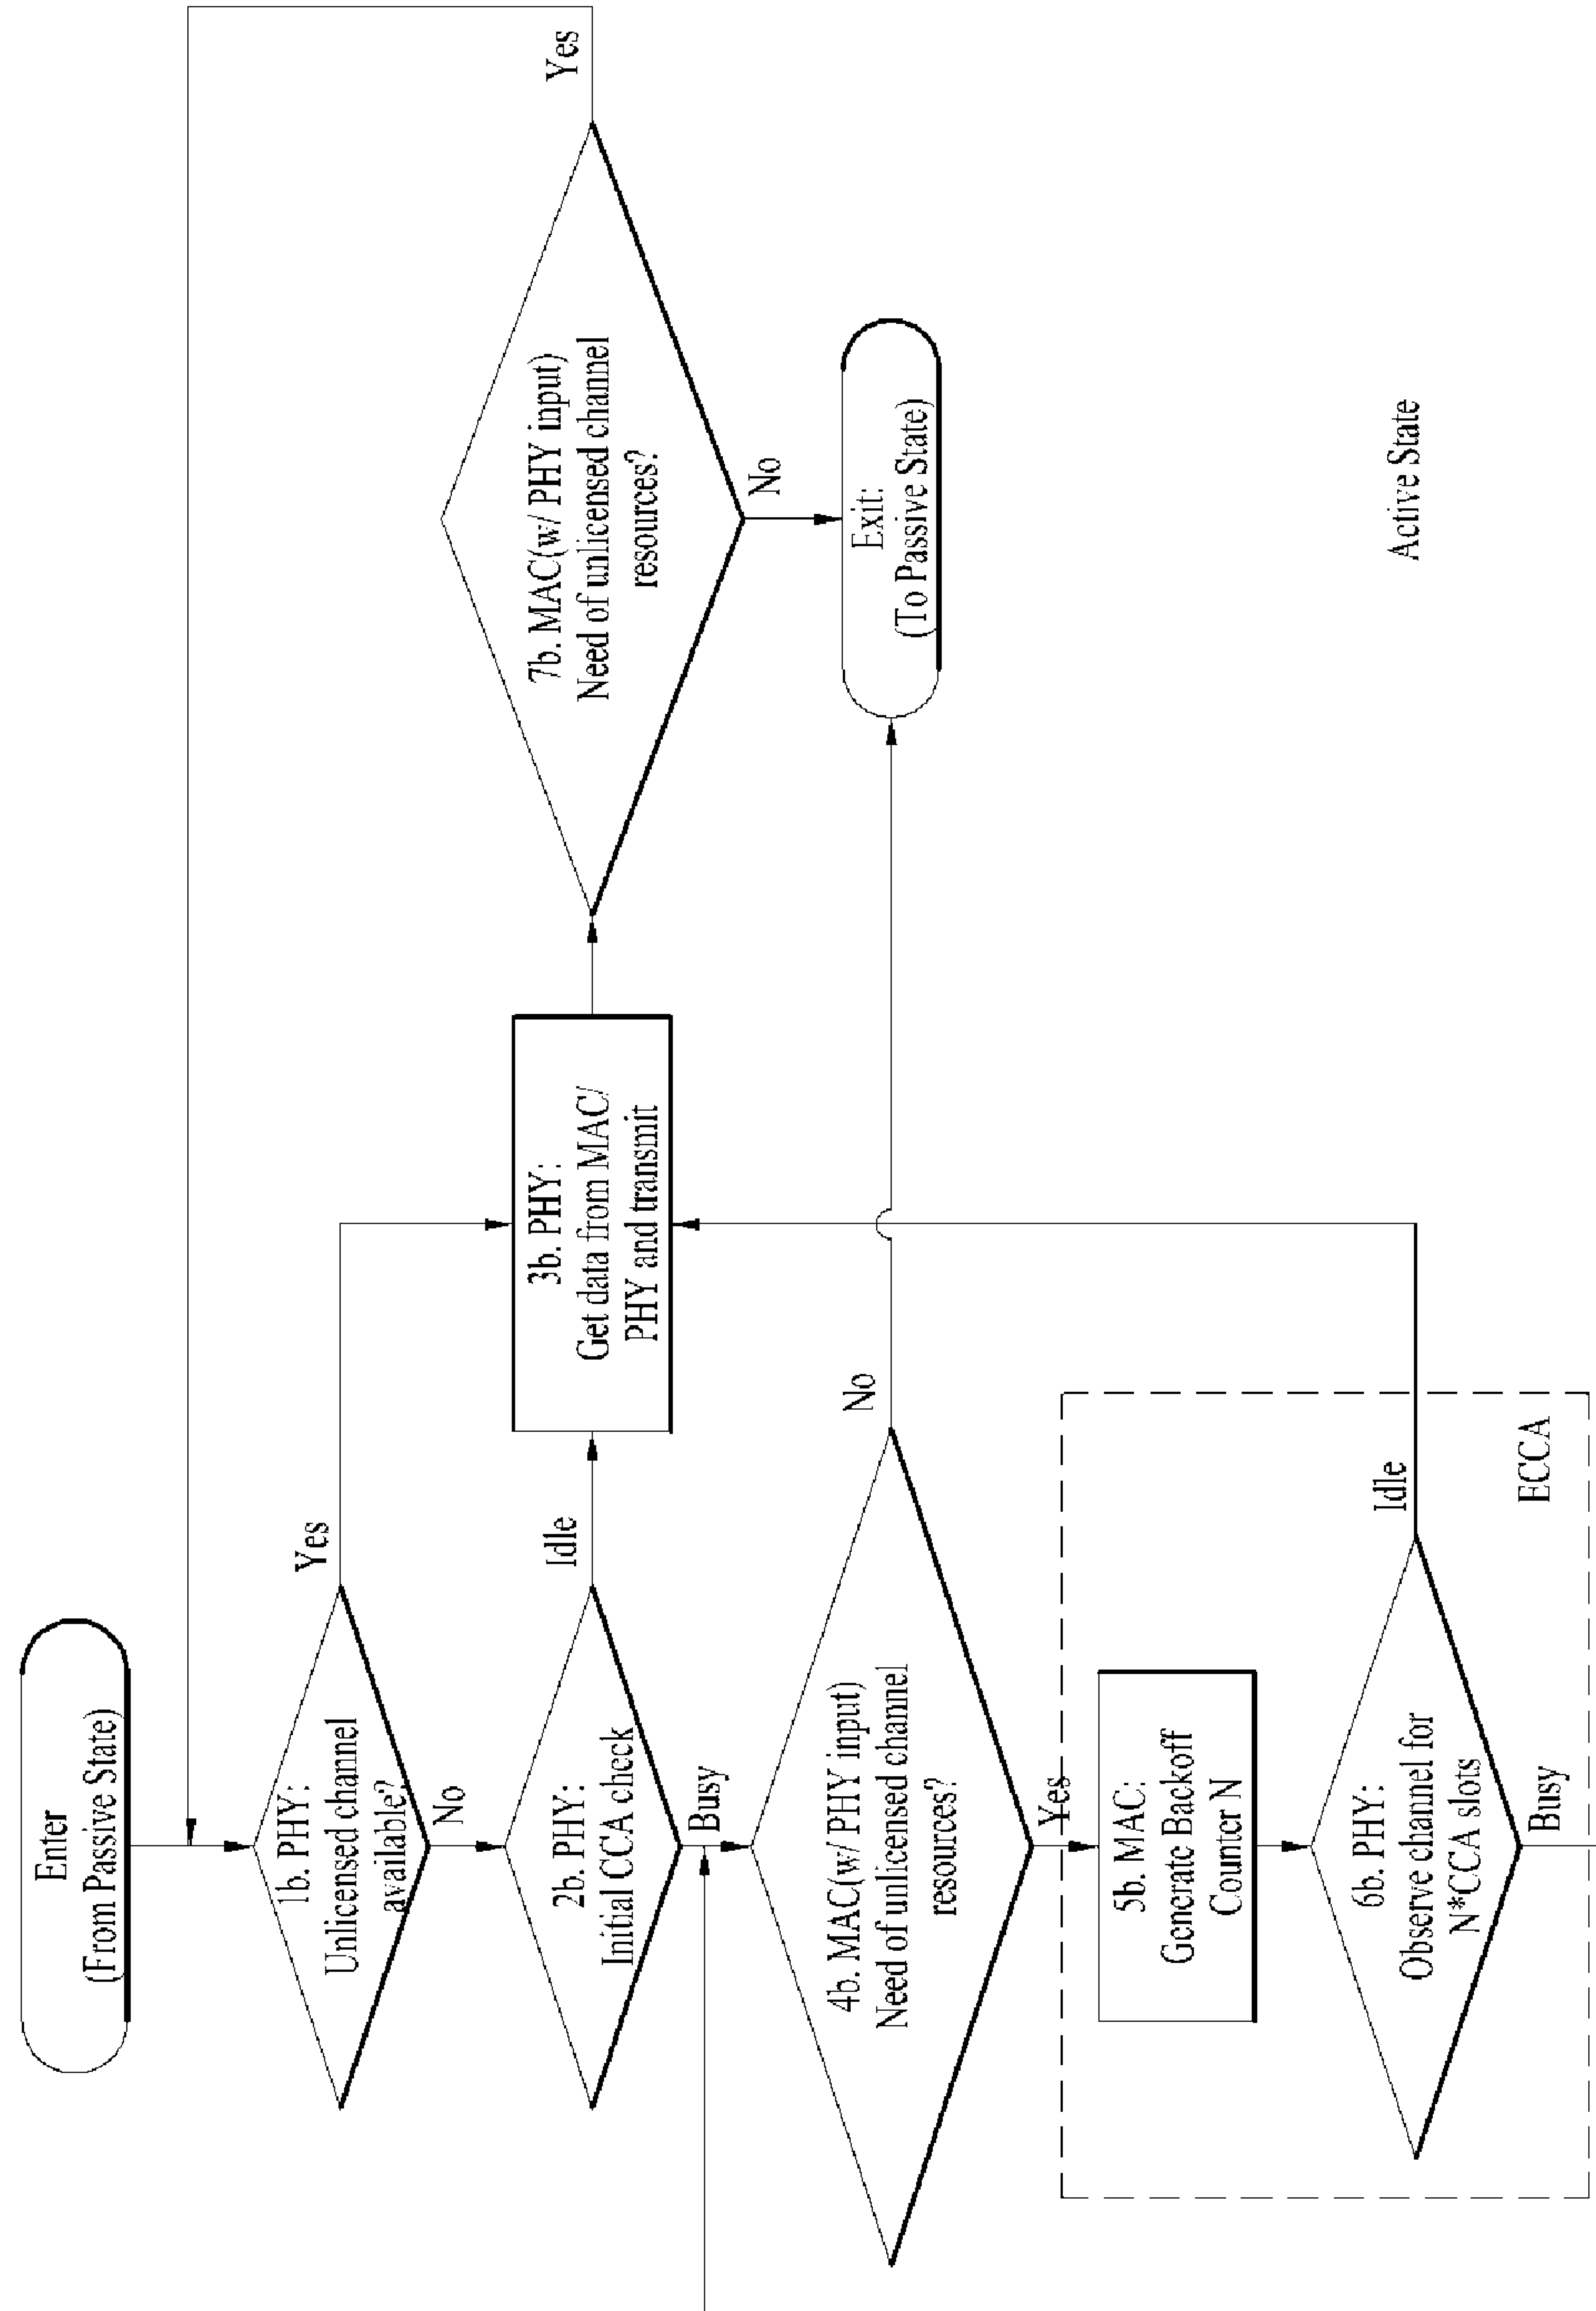 Enter
(From Passive State)
1b. PHY:
Unlicensed channel
available?
Yes
No
2b. PHY:
Initial CCA check
Idle
Busy
3b. PHY:
Get data from MAC/
PHY and transmit
7b. MAC(w/ PHY input)
Need of unlicensed channel
resources?
Yes
No
4b. MAC(w/ PHY input)
Need of unlicensed channel
resources?
No
Yes
Exit:
(To Passive State)
5b. MAC:
Generate Backoff
Counter N
6b. PHY:
Observe channel for
N*CCA slots
Idle
Busy
ECCA
Active State